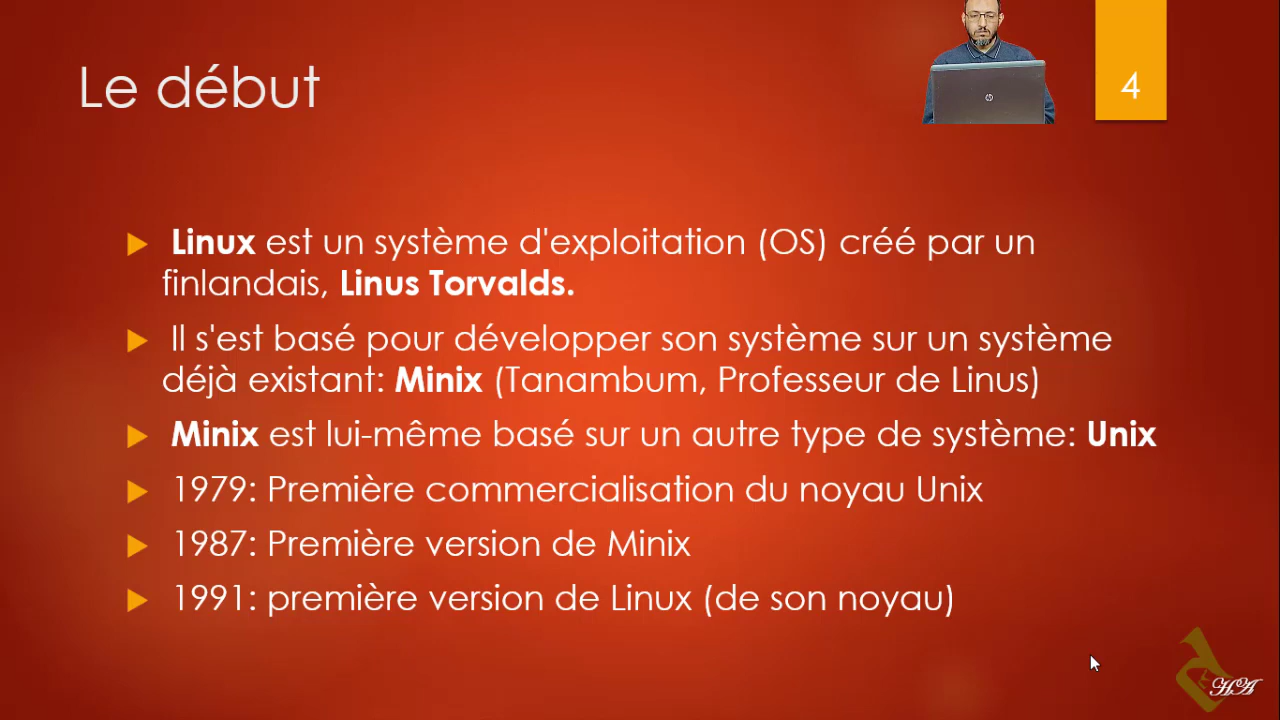 Le début
4
Linux est un système d'exploitation (OS) créé par un
finlandais, Linus Torvalds.
Il s'est basé pour développer son système sur un système
déjà existant: Minix (Tanambum, Professeur de Linus)
Minix est lui-même basé sur un autre type de système: Unix
1979: Première commercialisation du noyau Unix
1987: Première version de Minix
1991: première version de Linux (de son noyau)
HA